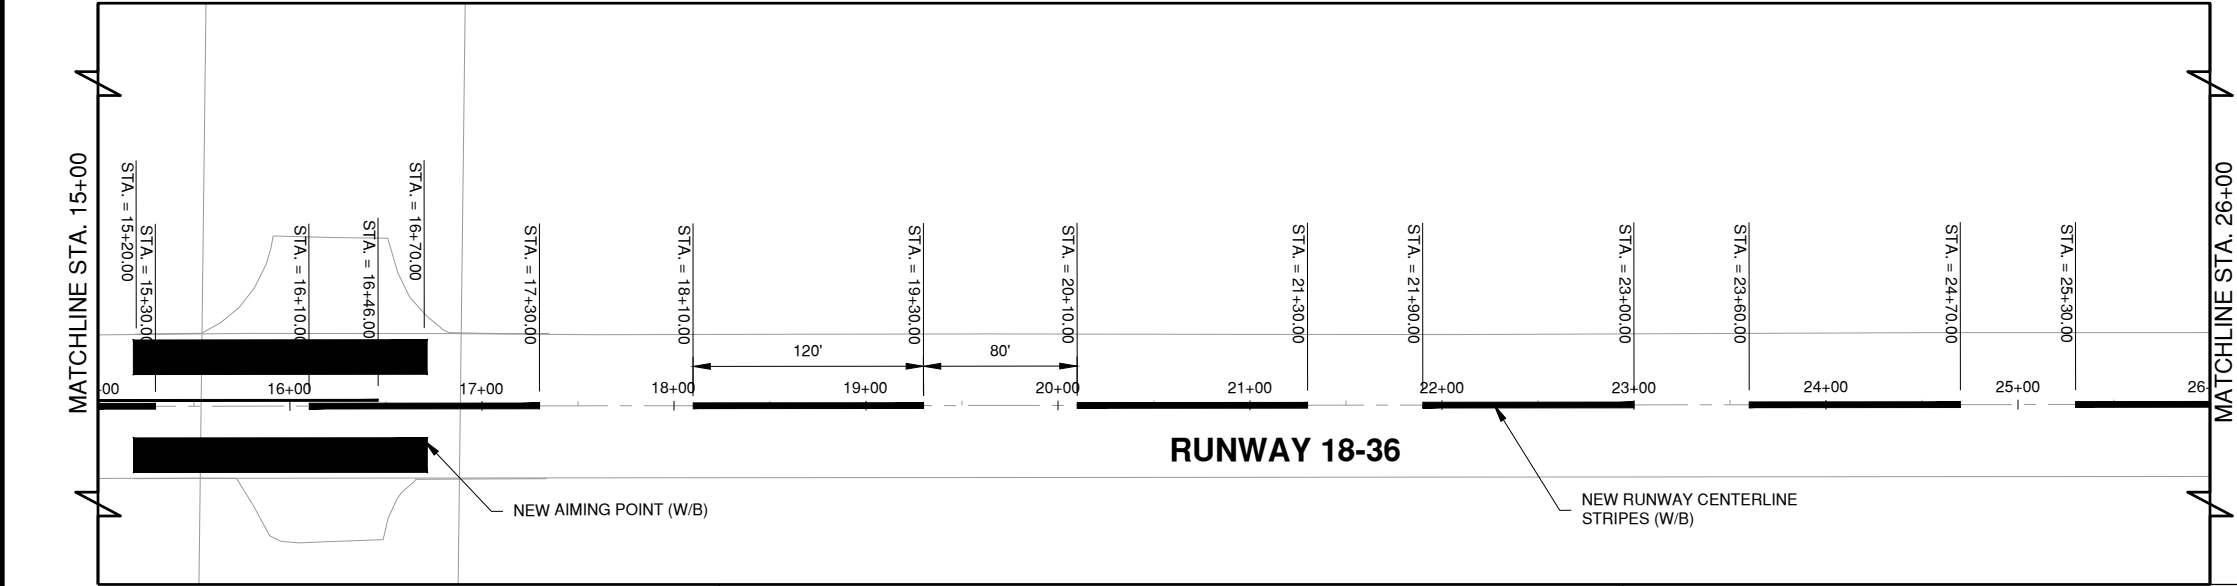 MATCHLINE STA. 15+00
STA. = 15+20.00
STA. = 15+30.0
STA. = 16+10.0
STA. = 16+46.00
STA. = 16+70.00
STA. = 17+30.00
STA. = 18+10.00
STA. = 19+30.00
STA. = 20+10.00
STA. = 21+30.00
STA. = 21+90.00
STA. = 23+00.00
STA. = 23+60.00
STA. = 24+70.00
STA. = 25+30.00
MATCHLINE STA. 26+00
120'
80'
+00
16+00
17+00
18+00
19+00
20+00
21+00
22+00
23+00
24+00
25+00
26
RUNWAY 18-36
NEW AIMING POINT (W/B)
NEW RUNWAY CENTERLINE
STRIPES (W/B)